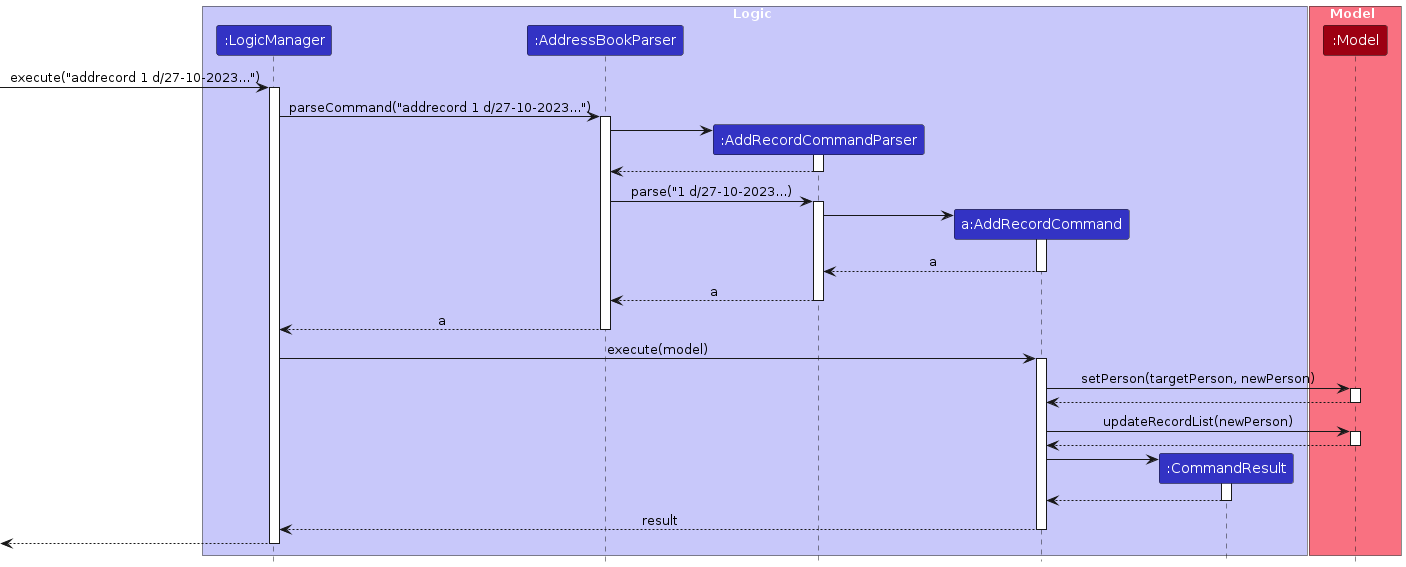 Logic
Model
:LogicManager
:AddressBookParser
:Model
execute("addrecord 1 d/27-10-2023...")
parseCommand("addrecord 1 d/27-10-2023...")
:AddRecordCommandParser
parse("1 d/27-10-2023...)
a:AddRecordCommand
a
a
a
execute(model)
setPerson(targetPerson, newPerson)
updateRecordList(newPerson)
:CommandResult
result